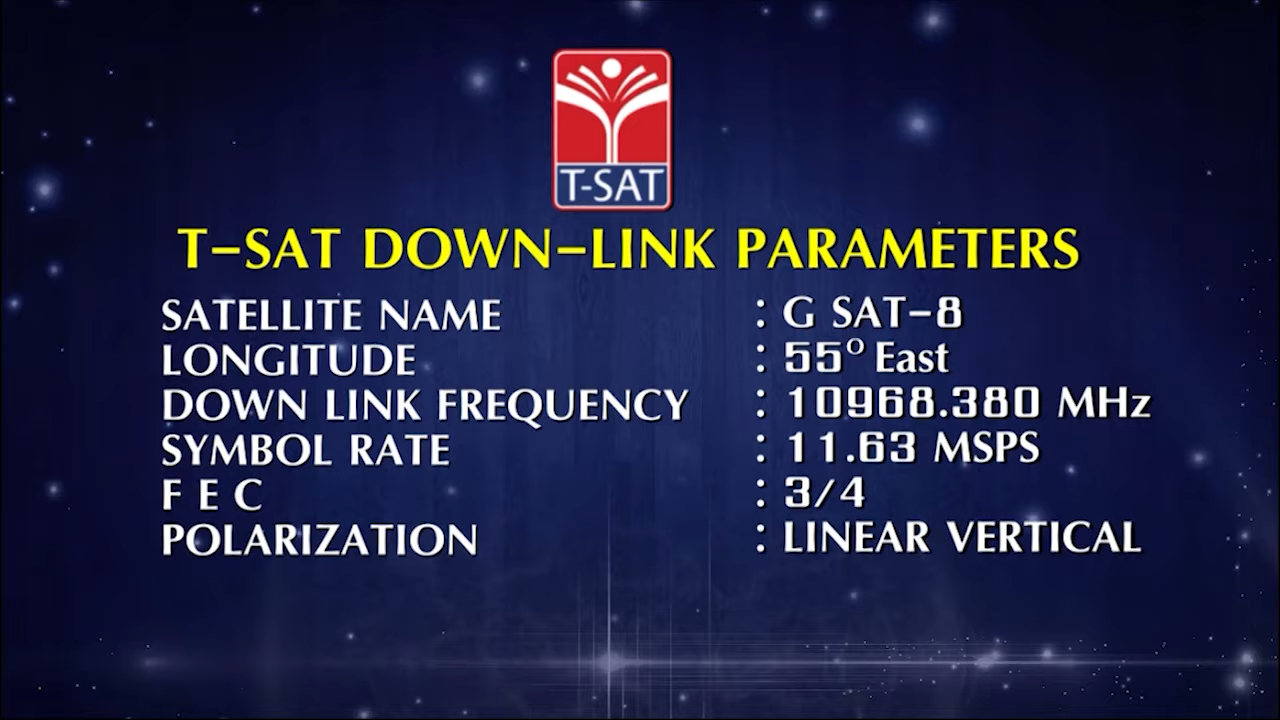 T-SAT
T-SAT DOWN-LINK PARAMETERS
SATELLITE NAME : G SAT-8
LONGITUDE : 55° East
DOWN LINK FREQUENCY : 10968.380 MHz
SYMBOL RATE : 11.63 MSPS
F E C : 3/4
POLARIZATION : LINEAR VERTICAL